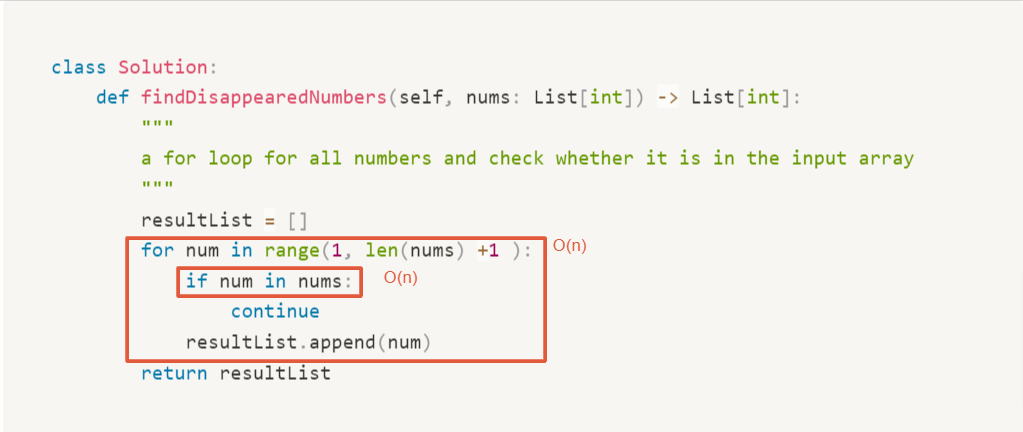 class Solution:
def findDisappearedNumbers(self, nums: List[int]) -> List[int]:
"""
a for loop for all numbers and check whether it is in the input array
"""
resultList = []
for num in range(1, len(nums) +1 ): O(n)
if num in nums: O(n)
continue
resultList.append(num)
return resultList